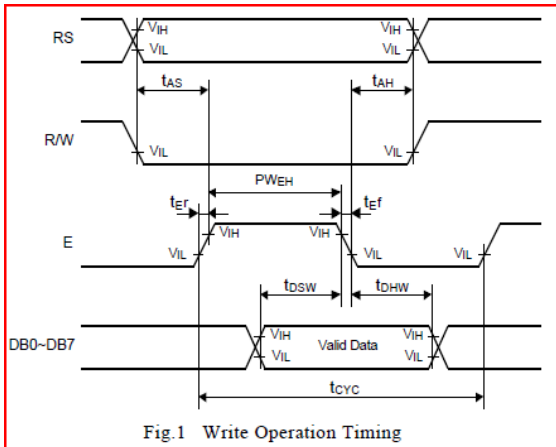 RS VIH VIH
VIL VIL
tAS tAH
R/W VIL VIL
PWEH
tEr tEf
E VIH VIH
VIL VIL VIL
tDSW tDHW
DB0~DB7 VIH Valid Data VIH
VIL VIL
tCYC
Fig.1 Write Operation Timing